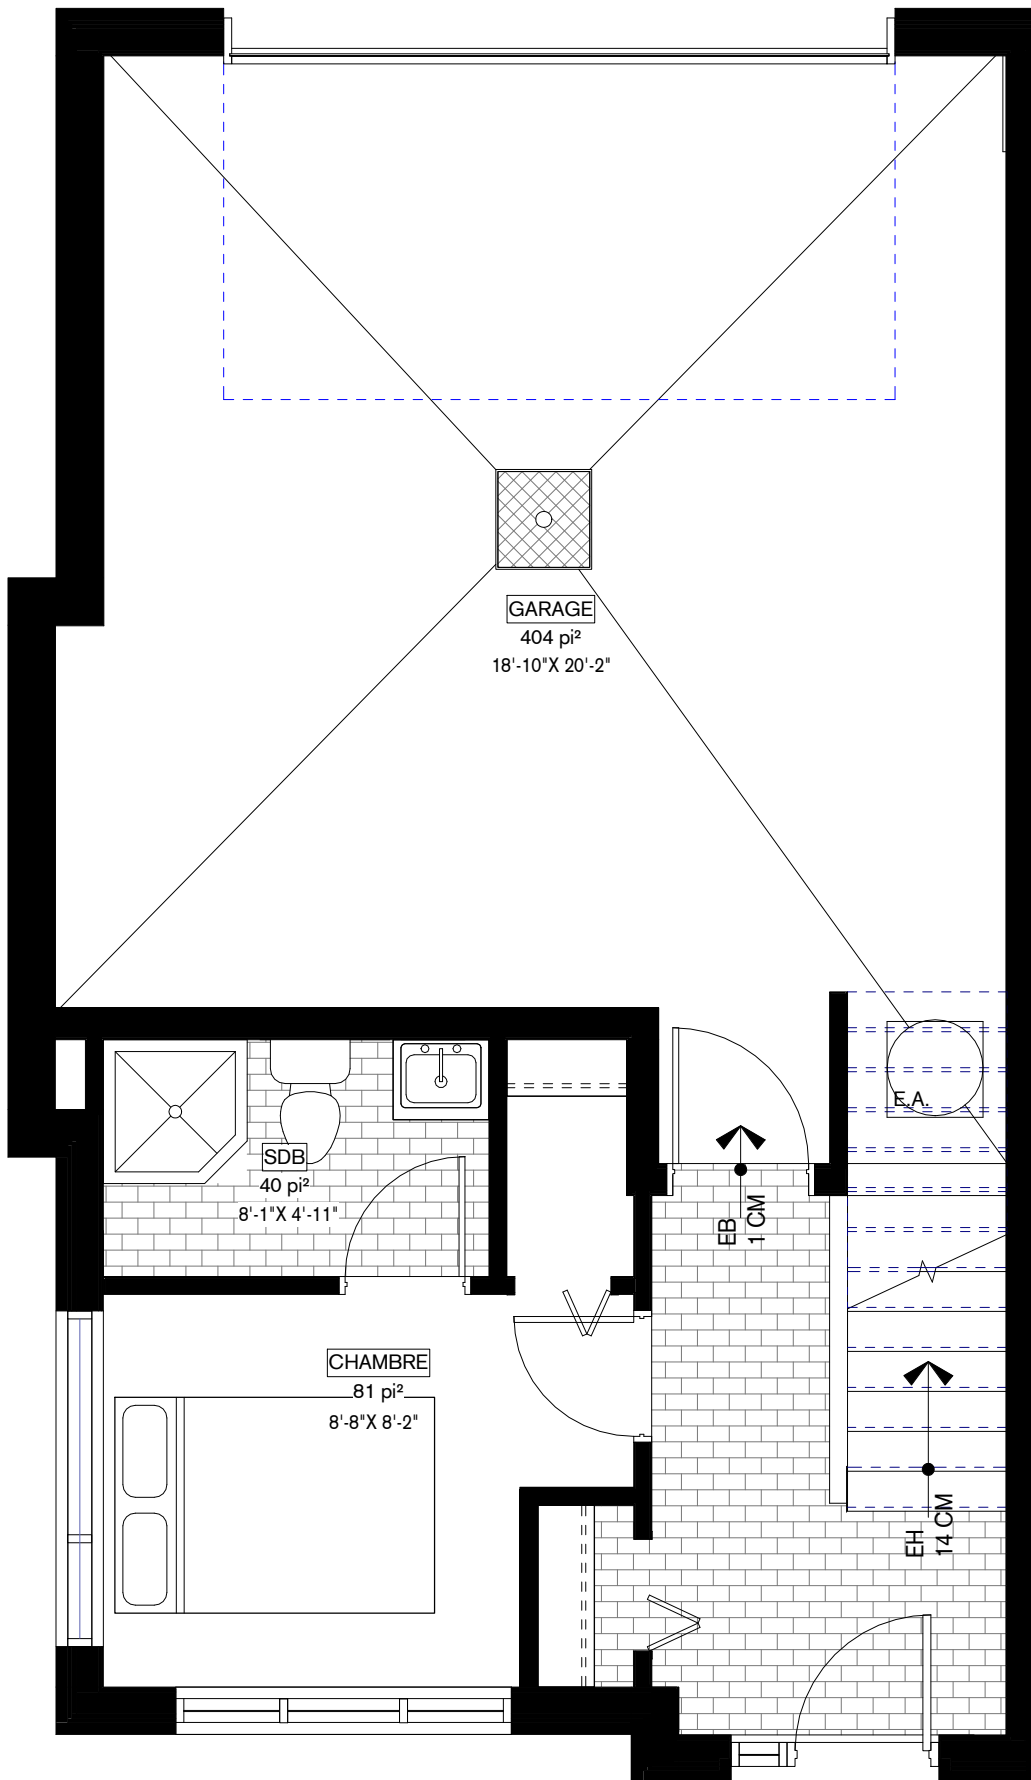 GARAGE
404 pi²
18'-10"X 20'-2"
E.A.
SDB
40 pi²
8'-1"X 4'-11"
EB
1 CM
CHAMBRE
81 pi²
8'-8"X 8'-2"
EH
14 CM